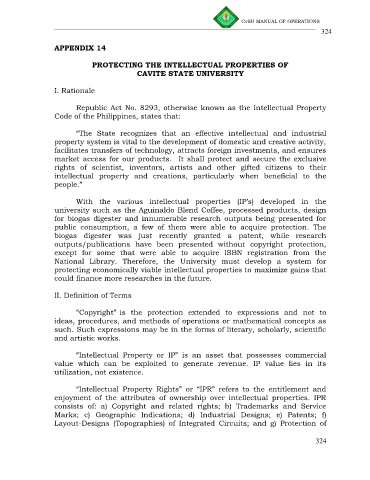 CvSU MANUAL OF OPERATIONS
324
APPENDIX 14
PROTECTING THE INTELLECTUAL PROPERTIES OF
CAVITE STATE UNIVERSITY
I. Rationale
Republic Act No. 8293, otherwise known as the Intellectual Property
Code of the Philippines, states that:
“The State recognizes that an effective intellectual and industrial
property system is vital to the development of domestic and creative activity,
facilitates transfers of technology, attracts foreign investments, and ensures
market access for our products. It shall protect and secure the exclusive
rights of scientist, inventors, artists and other gifted citizens to their
intellectual property and creations, particularly when beneficial to the
people.”
With the various intellectual properties (IP’s) developed in the
university such as the Aguinaldo Blend Coffee, processed products, design
for biogas digester and innumerable research outputs being presented for
public consumption, a few of them were able to acquire protection. The
biogas digester was just recently granted a patent, while research
outputs/publications have been presented without copyright protection,
except for some that were able to acquire ISBN registration from the
National Library. Therefore, the University must develop a system for
protecting economically viable intellectual properties to maximize gains that
could finance more researches in the future.
II. Definition of Terms
“Copyright” is the protection extended to expressions and not to
ideas, procedures, and methods of operations or mathematical concepts as
such. Such expressions may be in the forms of literary, scholarly, scientific
and artistic works.
“Intellectual Property or IP” is an asset that possesses commercial
value which can be exploited to generate revenue. IP value lies in its
utilization, not existence.
“Intellectual Property Rights” or “IPR” refers to the entitlement and
enjoyment of the attributes of ownership over intellectual properties. IPR
consists of: a) Copyright and related rights; b) Trademarks and Service
Marks; c) Geographic Indications; d) Industrial Designs; e) Patents; f)
Layout-Designs (Topographies) of Integrated Circuits; and g) Protection of
324